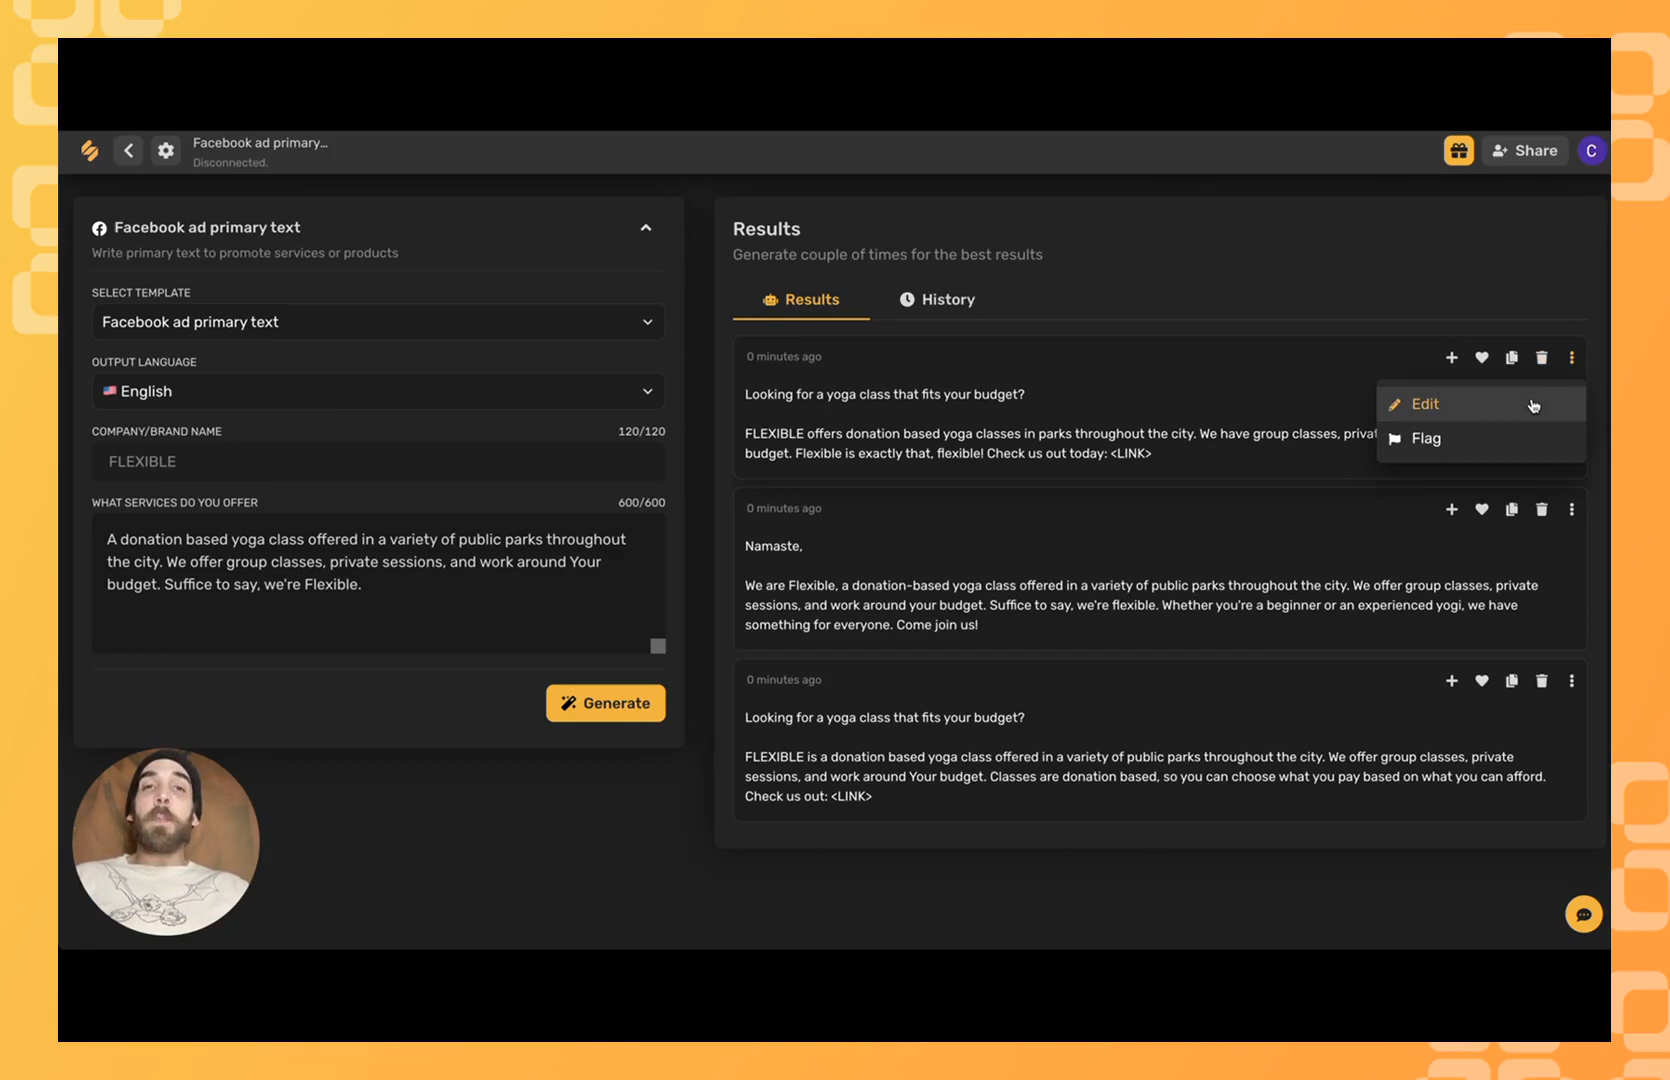 Facebook ad primary...
Disconnected.
Share
C
Facebook ad primary text
Write primary text to promote services or products
SELECT TEMPLATE
Facebook ad primary text
OUTPUT LANGUAGE
English
COMPANY/BRAND NAME 120/120
FLEXIBLE
WHAT SERVICES DO YOU OFFER 600/600
A donation based yoga class offered in a variety of public parks throughout
the city. We offer group classes, private sessions, and work around Your
budget. Suffice to say, we're Flexible.
Generate
Results
Generate couple of times for the best results
Results History
0 minutes ago
Looking for a yoga class that fits your budget?
FLEXIBLE offers donation based yoga classes in parks throughout the city. We have group classes,
budget. Flexible is exactly that, flexible! Check us out today: <LINK>
Edit
Flag
0 minutes ago
Namaste,
We are Flexible, a donation-based yoga class offered in a variety of public parks throughout the city. We offer group classes, private
sessions, and work around your budget. Suffice to say, we're flexible. Whether you're a beginner or an experienced yogi, we have
something for everyone. Come join us!
0 minutes ago
Looking for a yoga class that fits your budget?
FLEXIBLE is a donation based yoga class offered in a variety of public parks throughout the city. We offer group classes, private
sessions, and work around Your budget. Classes are donation based, so you can choose what you pay based on what you can afford.
Check us out: <LINK>